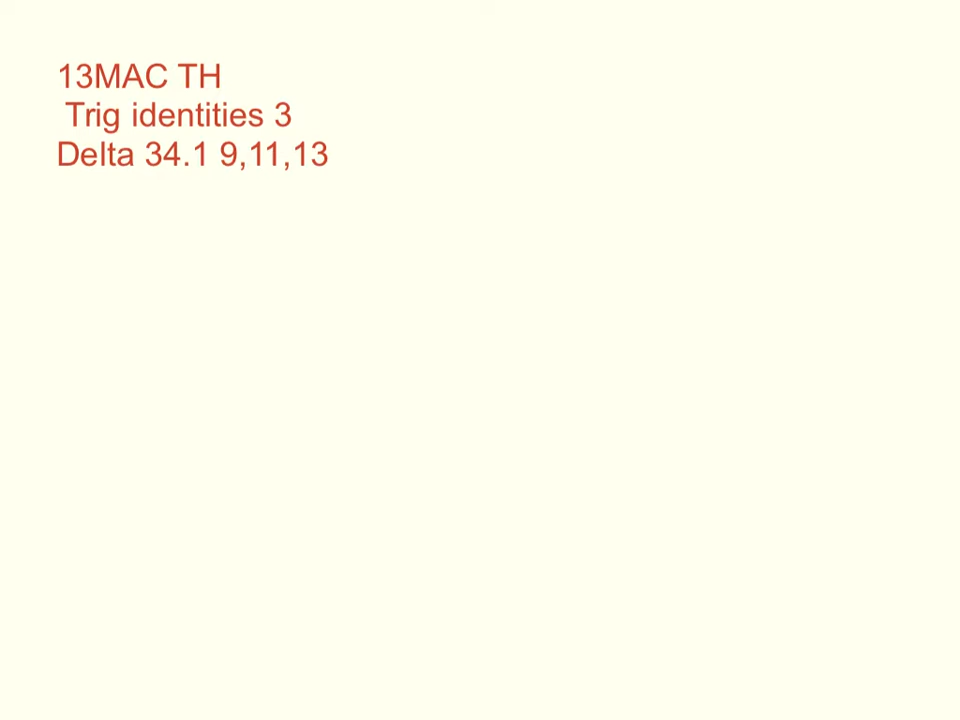 13MAC TH
Trig identities 3
Delta 34.1 9,11,13